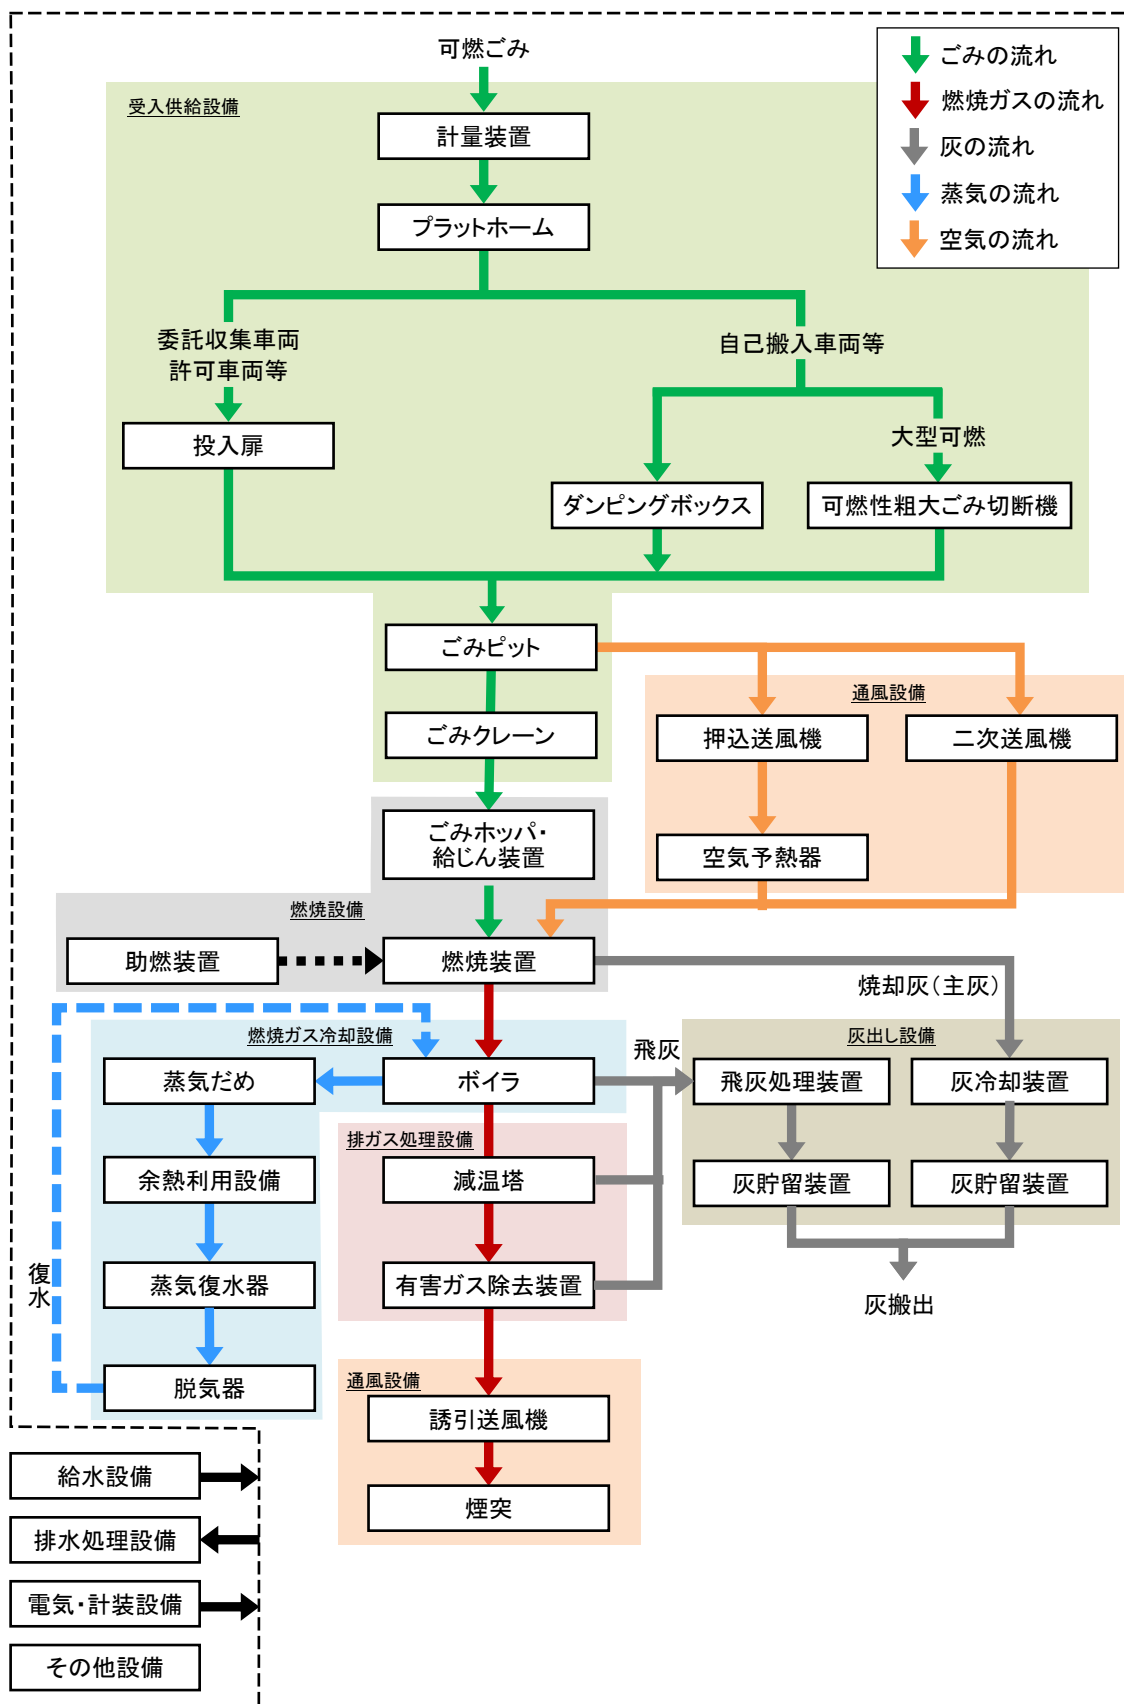 可燃ごみ
ごみの流れ
燃焼ガスの流れ
灰の流れ
蒸気の流れ
空気の流れ
受入供給設備
計量装置
プラットホーム
委託収集車両
許可車両等
自己搬入車両等
投入扉
大型可燃
ダンピングボックス
可燃性粗大ごみ切断機
ごみピット
ごみクレーン
通風設備
押込送風機
二次送風機
空気予熱器
ごみホッパ・
給じん装置
燃焼設備
助燃装置
燃焼装置
焼却灰(主灰)
燃焼ガス冷却設備
蒸気だめ
ボイラ
飛灰
灰出し設備
飛灰処理装置
灰冷却装置
余熱利用設備
排ガス処理設備
減温塔
灰貯留装置
灰貯留装置
復水
蒸気復水器
有害ガス除去装置
灰搬出
脱気器
通風設備
誘引送風機
煙突
給水設備
排水処理設備
電気・計装設備
その他設備